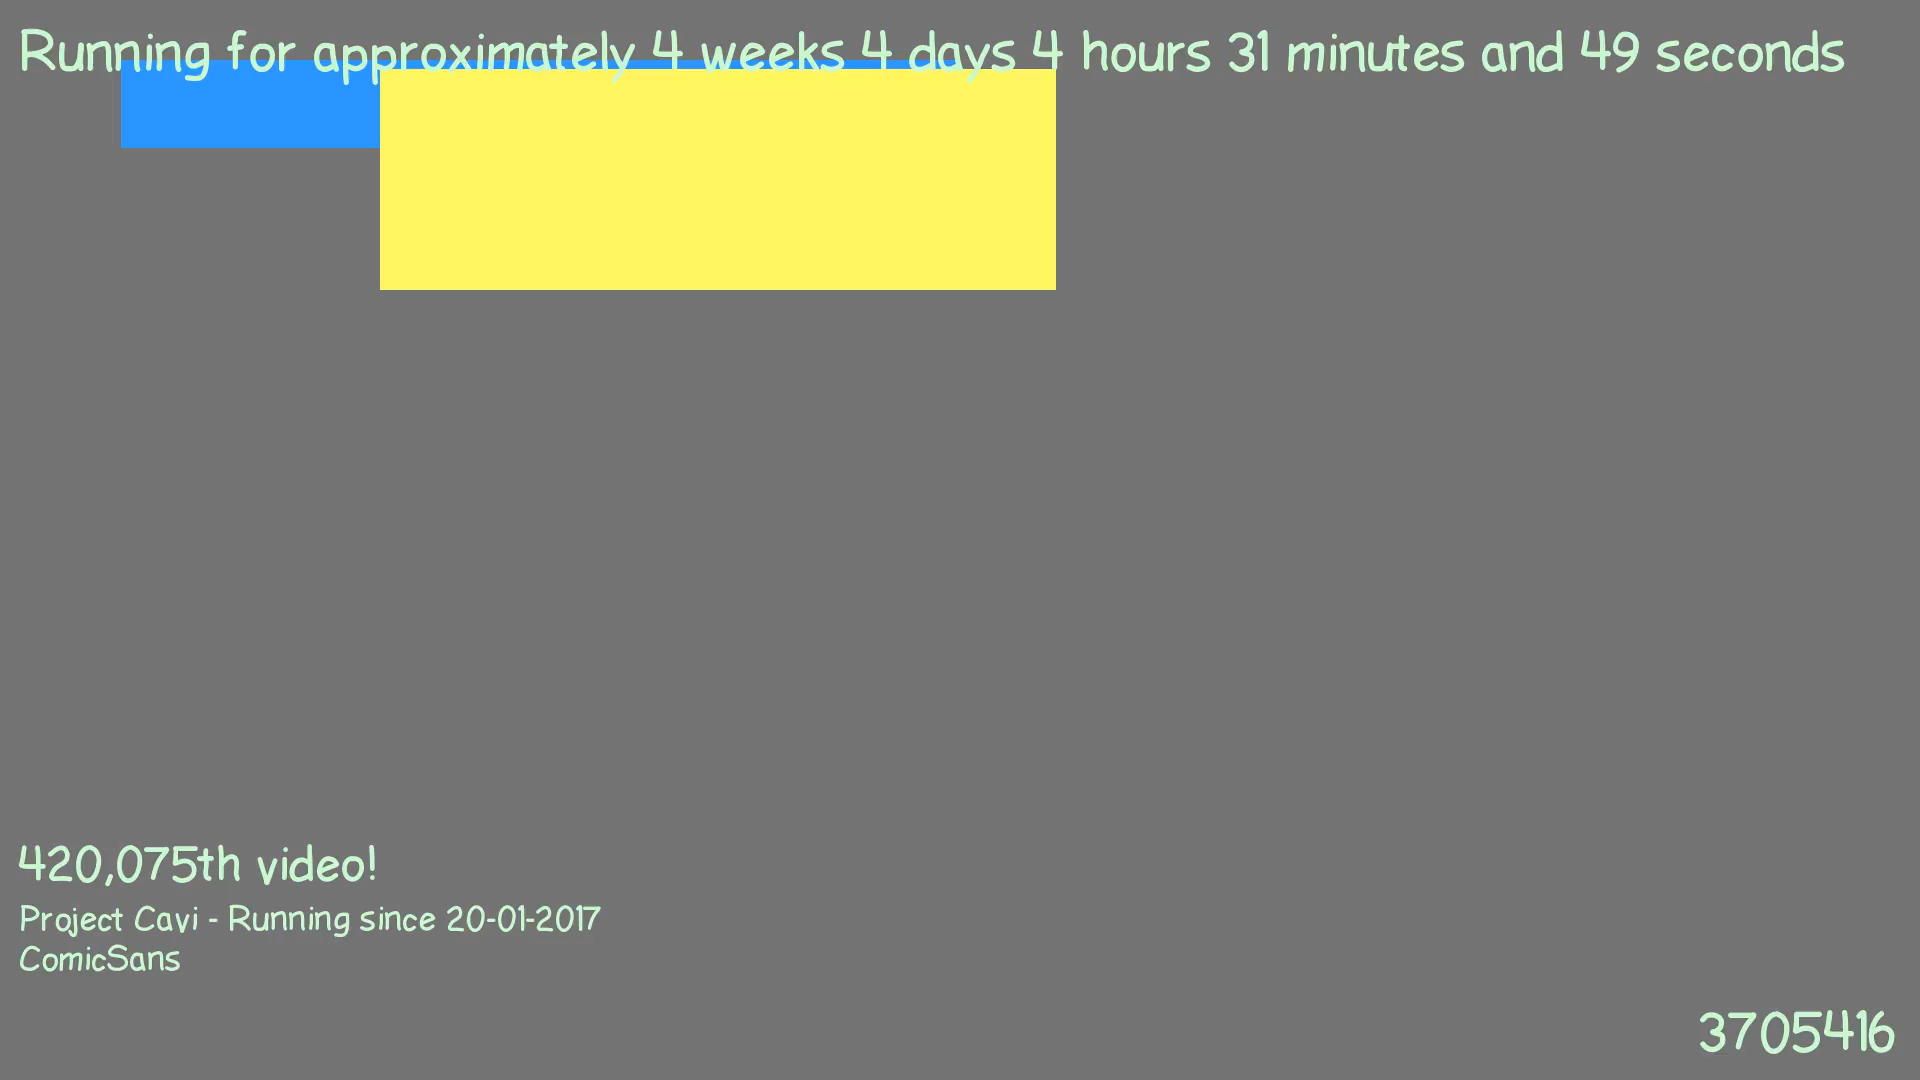 Running for approximately 4 weeks 4 days 4 hours 31 minutes and 49 seconds
420,075th video!
Project Cavi - Running since 20-01-2017
ComicSans
3705416